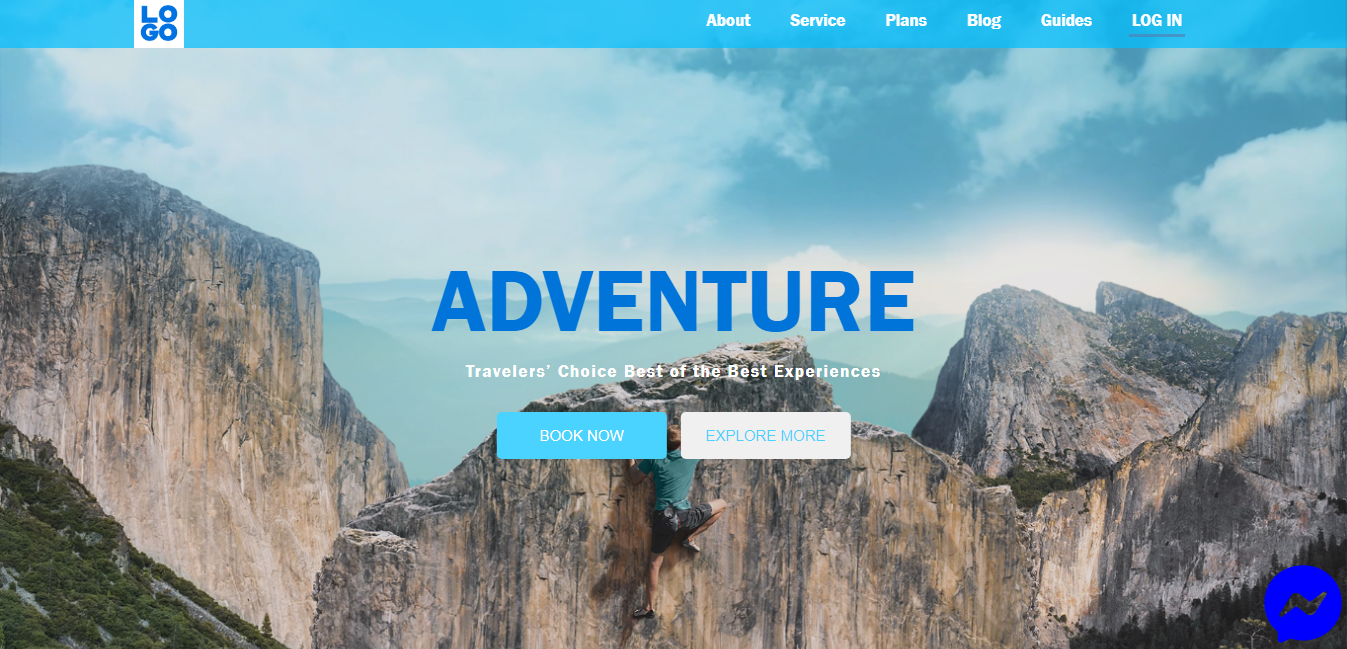 LO
GO
About Service Plans Blog Guides LOG IN
ADVENTURE
Travelers’ Choice Best of the Best Experiences
BOOK NOW EXPLORE MORE